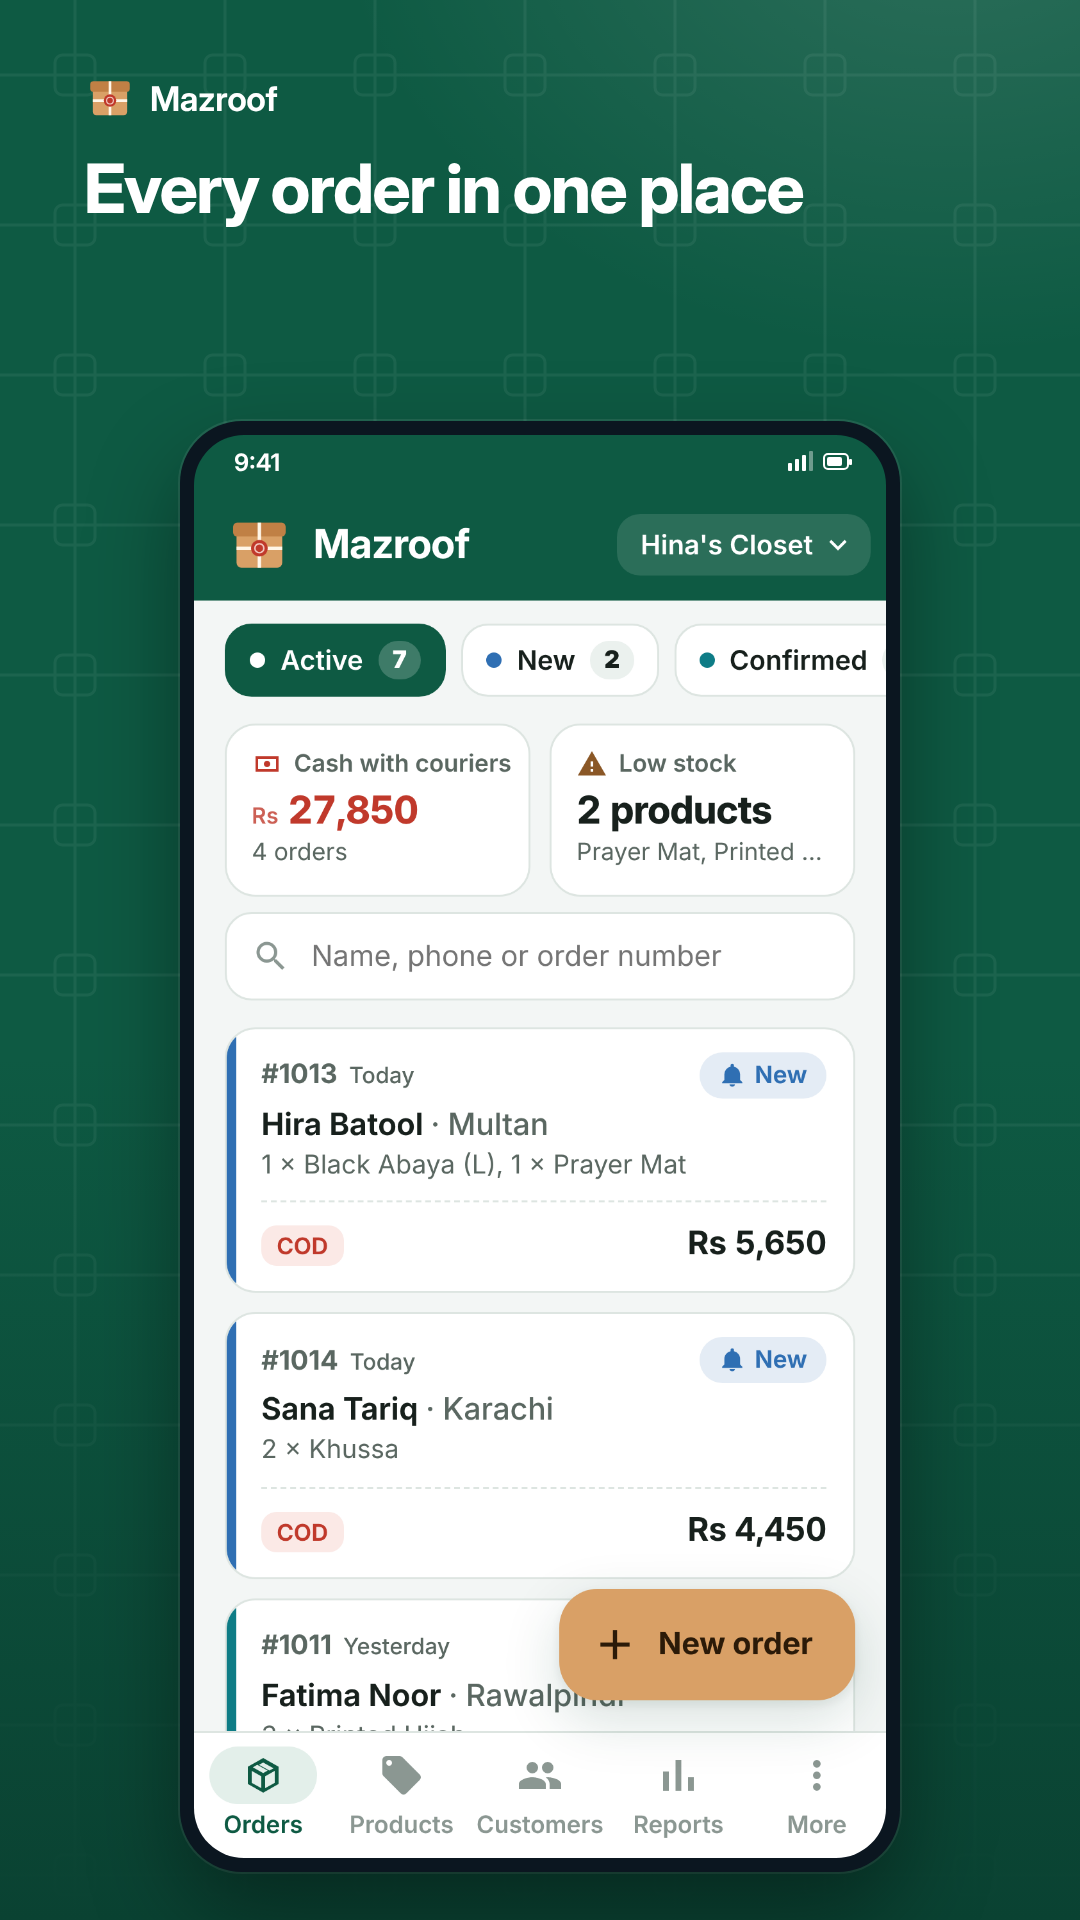 Mazroof
Every order in one place
9:41
Mazroof
Hina's Closet
Active 7
New 2
Confirmed
Cash with couriers
Rs 27,850
4 orders
Low stock
2 products
Prayer Mat, Printed ...
Name, phone or order number
#1013 Today
New
Hira Batool · Multan
1 × Black Abaya (L), 1 × Prayer Mat
COD
Rs 5,650
#1014 Today
New
Sana Tariq · Karachi
2 × Khussa
COD
Rs 4,450
#1011 Yesterday
Fatima Noor · Rawalpindi
New order
Orders
Products
Customers
Reports
More